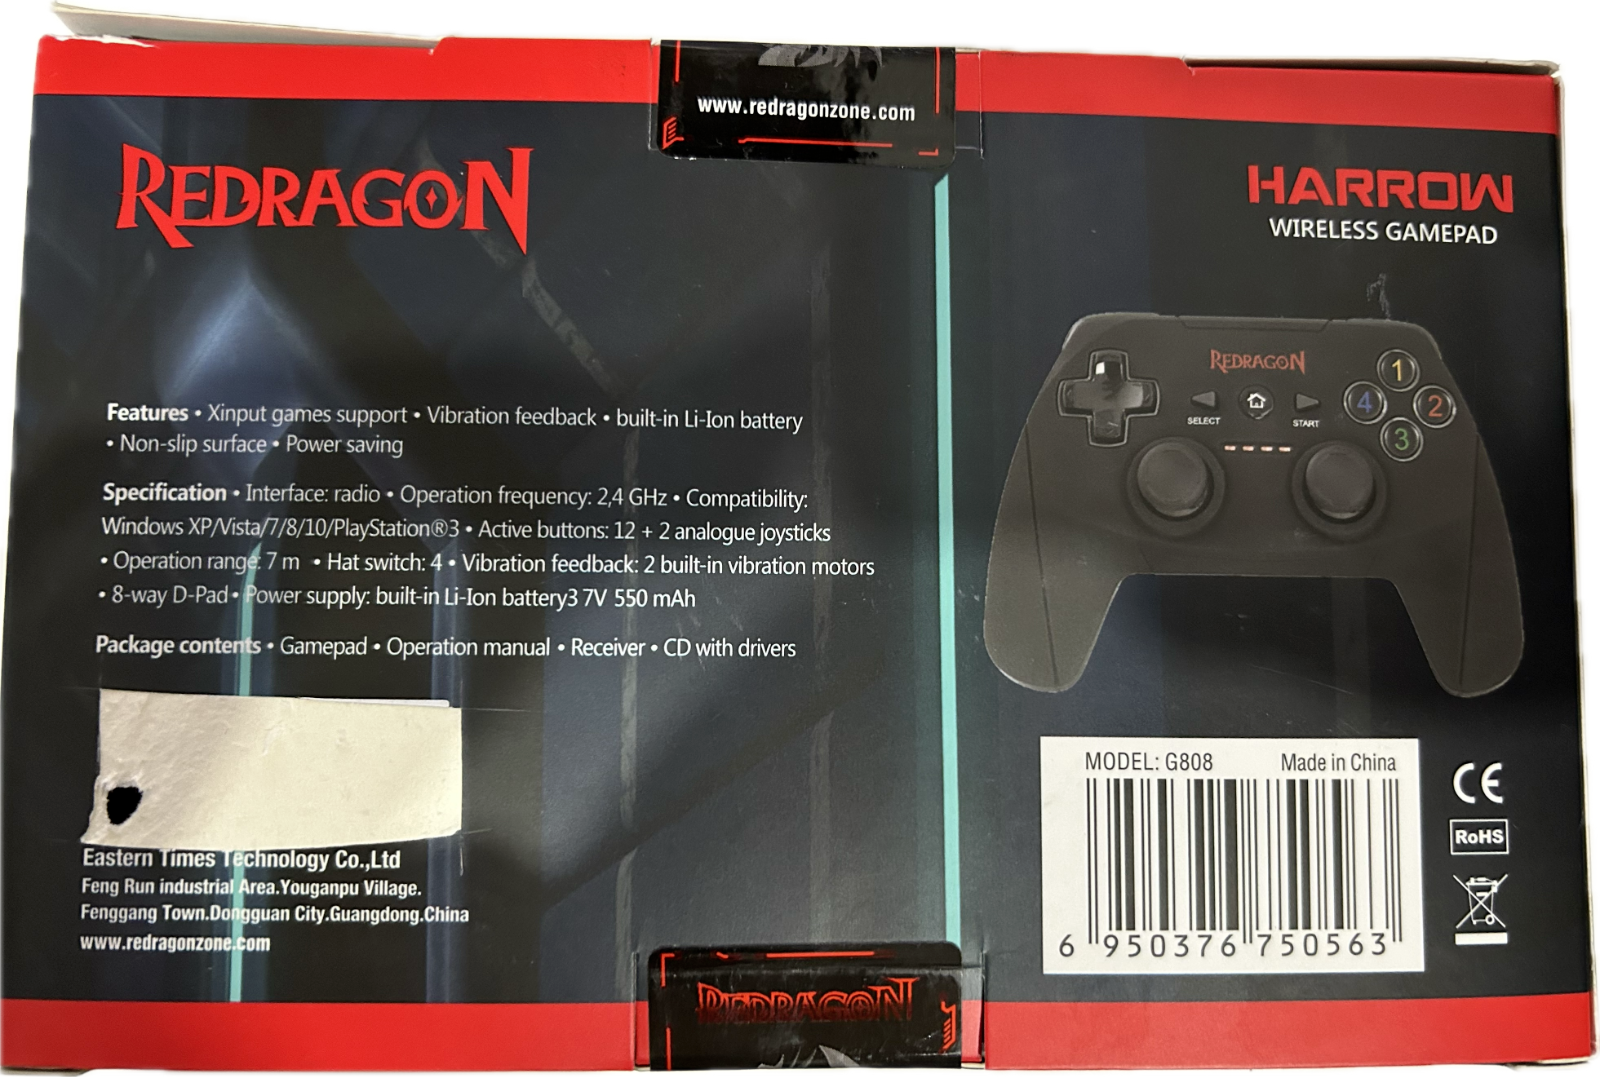 www.redragonzone.com
REDRAGON
HARROW
WIRELESS GAMEPAD
Features • Xinput games support • Vibration feedback • built-in Li-Ion battery
• Non-slip surface • Power saving
Specification • Interface: radio • Operation frequency: 2,4 GHz • Compatibility:
Windows XP/Vista/7/8/10/PlayStation®3 • Active buttons: 12 + 2 analogue joysticks
• Operation range: 7 m • Hat switch: 4 • Vibration feedback: 2 built-in vibration motors
• 8-way D-Pad • Power supply: built-in Li-Ion battery3 7V 550 mAh
Package contents • Gamepad • Operation manual • Receiver • CD with drivers
REDRAGON
SELECT
START
1
2
3
4
Eastern Times Technology Co.,Ltd
Feng Run industrial Area.Youganpu Village.
Fenggang Town.Dongguan City.Guangdong.China
www.redragonzone.com
MODEL: G808 Made in China
6 950376 750563
CE
RoHS
REDRAGON